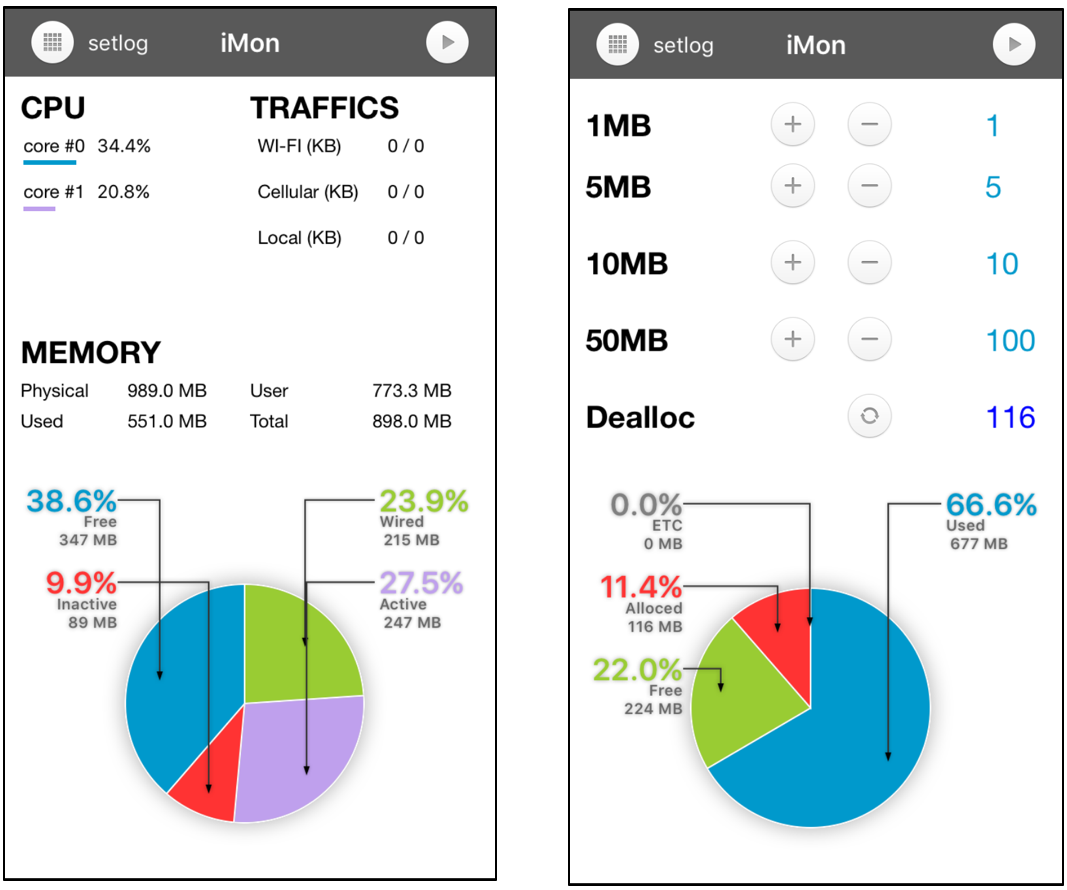 setlog iMon
CPU
core #0 34.4%
core #1 20.8%
TRAFFICS
WI-FI (KB) 0 / 0
Cellular (KB) 0 / 0
Local (KB) 0 / 0
MEMORY
Physical 989.0 MB User 773.3 MB
Used 551.0 MB Total 898.0 MB
38.6%
Free
347 MB
9.9%
Inactive
89 MB
23.9%
Wired
215 MB
27.5%
Active
247 MB
setlog iMon
1MB 1
5MB 5
10MB 10
50MB 100
Dealloc 116
0.0%
ETC
0 MB
11.4%
Alloced
116 MB
22.0%
Free
224 MB
66.6%
Used
677 MB